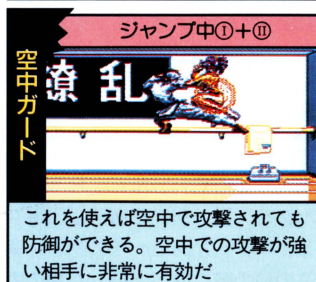 ジャンプ中Ⓘ+Ⓘ︎Ⓘ
空中ガード
繚乱
これを使えば空中で攻撃されても
防御ができる。空中での攻撃が強
い相手に非常に有効だ